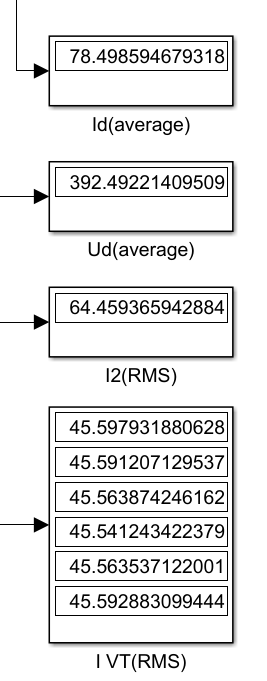 78.498594679318
Id(average)
392.49221409509
Ud(average)
64.459365942884
I2(RMS)
45.597931880628
45.591207129537
45.563874246162
45.541243422379
45.563537122001
45.592883099444
I VT(RMS)